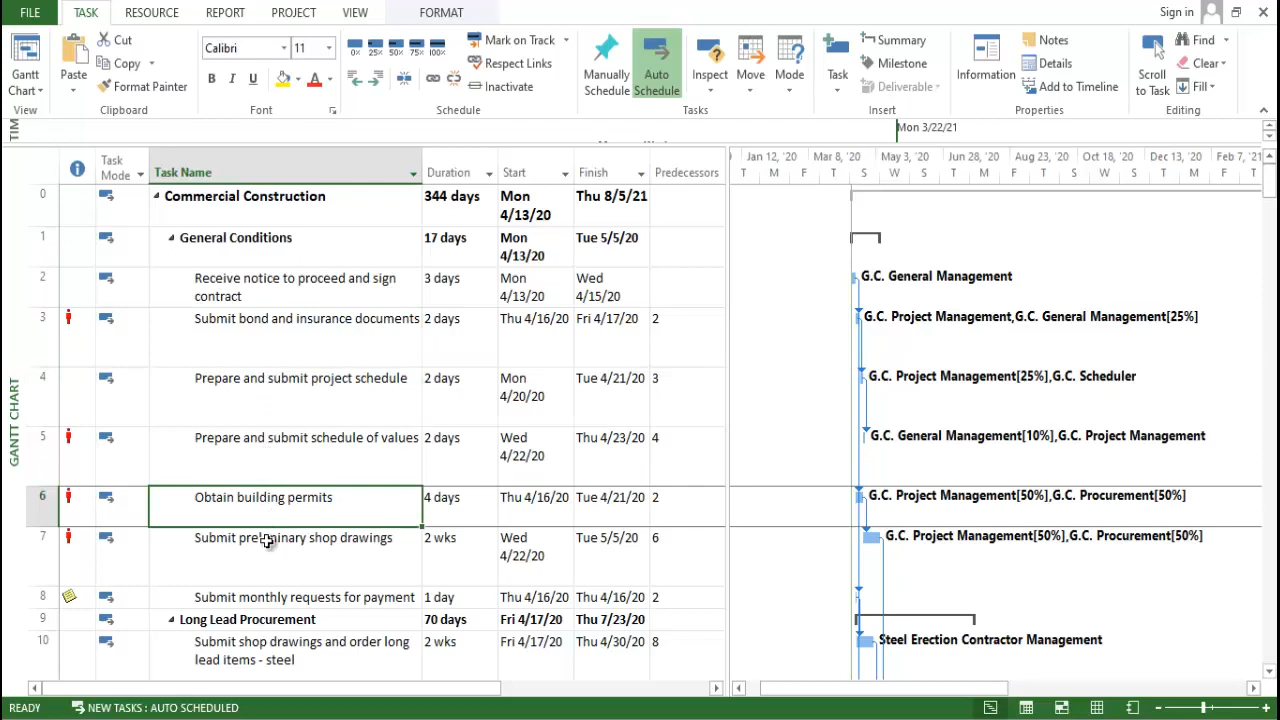 FILE TASK RESOURCE REPORT PROJECT VIEW FORMAT Sign in
Gantt Chart Paste Cut Copy Format Painter
Calibri 11
B I U A
0% 25% 50% 75% 100% Mark on Track
Respect Links
Inactivate
Manually Schedule Auto Schedule Inspect Move Mode Task
Summary
Milestone
Deliverable
Information Notes
Details
Add to Timeline
Scroll to Task Find
Clear
Fill
View Clipboard Font Schedule Tasks Insert Properties Editing
TIM
Mon 3/22/21
Task Mode Task Name Duration Start Finish Predecessors
Jan 12, '20 Mar 8, '20 May 3, '20 Jun 28, '20 Aug 23, '20 Oct 18, '20 Dec 13, '20 Feb 7, '21
T M F T S W S T M F T S W S T M F T
GANTT CHART
0 Commercial Construction 344 days Mon 4/13/20 Thu 8/5/21
1 General Conditions 17 days Mon 4/13/20 Tue 5/5/20
2 Receive notice to proceed and sign contract 3 days Mon 4/13/20 Wed 4/15/20 G.C. General Management
3 Submit bond and insurance documents 2 days Thu 4/16/20 Fri 4/17/20 2 G.C. Project Management,G.C. General Management[25%]
4 Prepare and submit project schedule 2 days Mon 4/20/20 Tue 4/21/20 3 G.C. Project Management[25%],G.C. Scheduler
5 Prepare and submit schedule of values 2 days Wed 4/22/20 Thu 4/23/20 4 G.C. General Management[10%],G.C. Project Management
6 Obtain building permits 4 days Thu 4/16/20 Tue 4/21/20 2 G.C. Project Management[50%],G.C. Procurement[50%]
7 Submit preliminary shop drawings 2 wks Wed 4/22/20 Tue 5/5/20 6 G.C. Project Management[50%],G.C. Procurement[50%]
8 Submit monthly requests for payment 1 day Thu 4/16/20 Thu 4/16/20 2
9 Long Lead Procurement 70 days Fri 4/17/20 Thu 7/23/20
10 Submit shop drawings and order long lead items - steel 2 wks Fri 4/17/20 Thu 4/30/20 8 Steel Erection Contractor Management
READY NEW TASKS : AUTO SCHEDULED